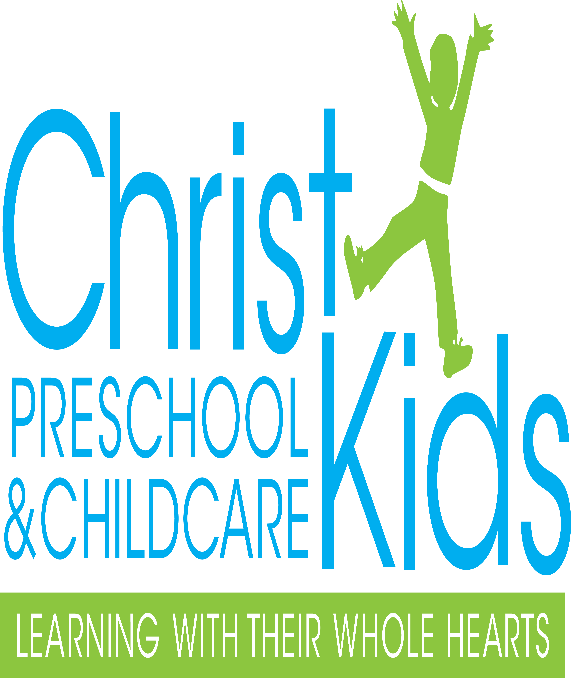 Christ
Kids
PRESCHOOL
&CHILDCARE
LEARNING WITH THEIR WHOLE HEARTS